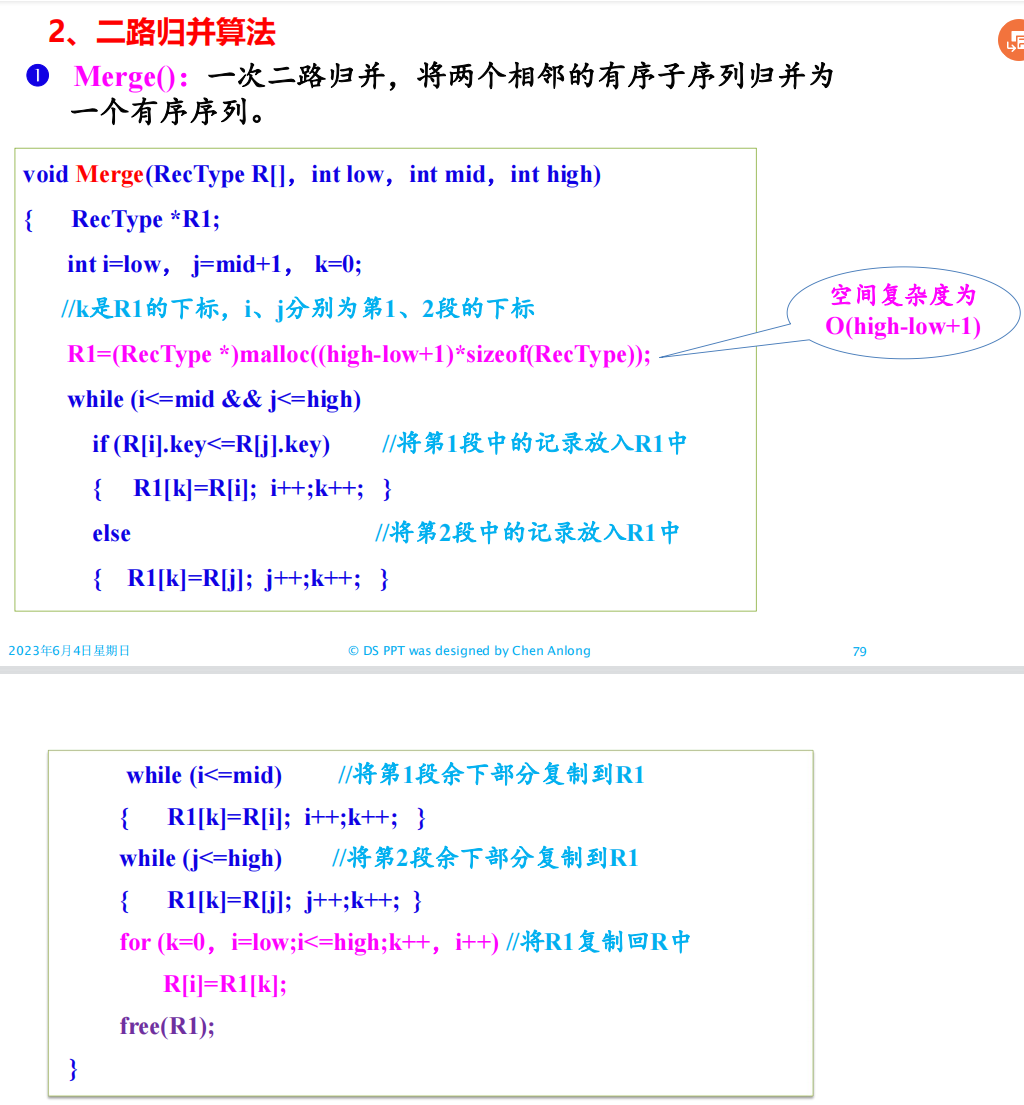 2、二路归并算法
❶ Merge()：一次二路归并，将两个相邻的有序子序列归并为
一个有序序列。
void Merge(RecType R[]，int low，int mid，int high)
{ RecType *R1;
int i=low， j=mid+1， k=0;
//k是R1的下标，i、j分别为第1、2段的下标
R1=(RecType *)malloc((high-low+1)*sizeof(RecType));
空间复杂度为
O(high-low+1)
while (i<=mid && j<=high)
if (R[i].key<=R[j].key) //将第1段中的记录放入R1中
{ R1[k]=R[i]; i++;k++; }
else //将第2段中的记录放入R1中
{ R1[k]=R[j]; j++;k++; }
2023年6月4日星期日 © DS PPT was designed by Chen Anlong 79
while (i<=mid) //将第1段余下部分复制到R1
{ R1[k]=R[i]; i++;k++; }
while (j<=high) //将第2段余下部分复制到R1
{ R1[k]=R[j]; j++;k++; }
for (k=0，i=low;i<=high;k++，i++) //将R1复制回R中
R[i]=R1[k];
free(R1);
}